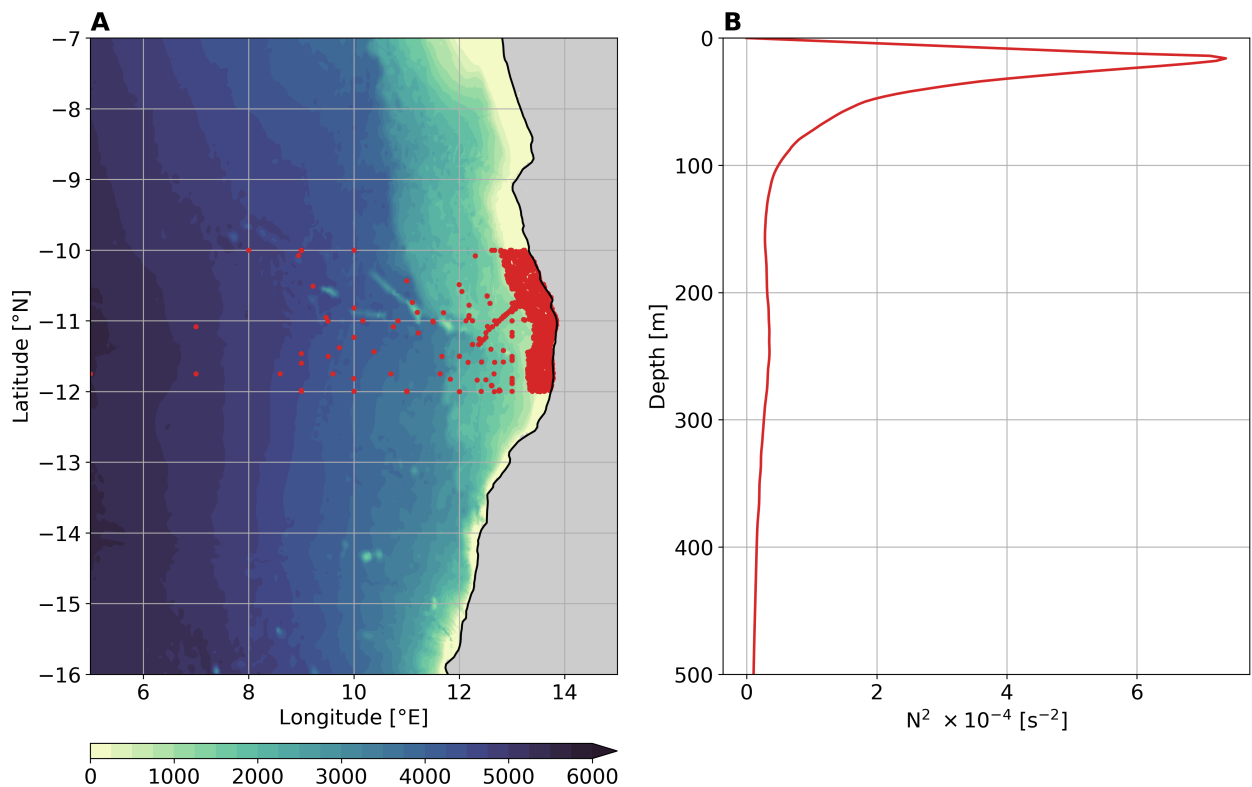 A
−7
−8
−9
−10
−11
−12
−13
−14
−15
−16
Latitude [°N]
6 8 10 12 14
Longitude [°E]
0 1000 2000 3000 4000 5000 6000
B
0
100
200
300
400
500
Depth [m]
0 2 4 6
N² ×10⁻⁴ [s⁻²]